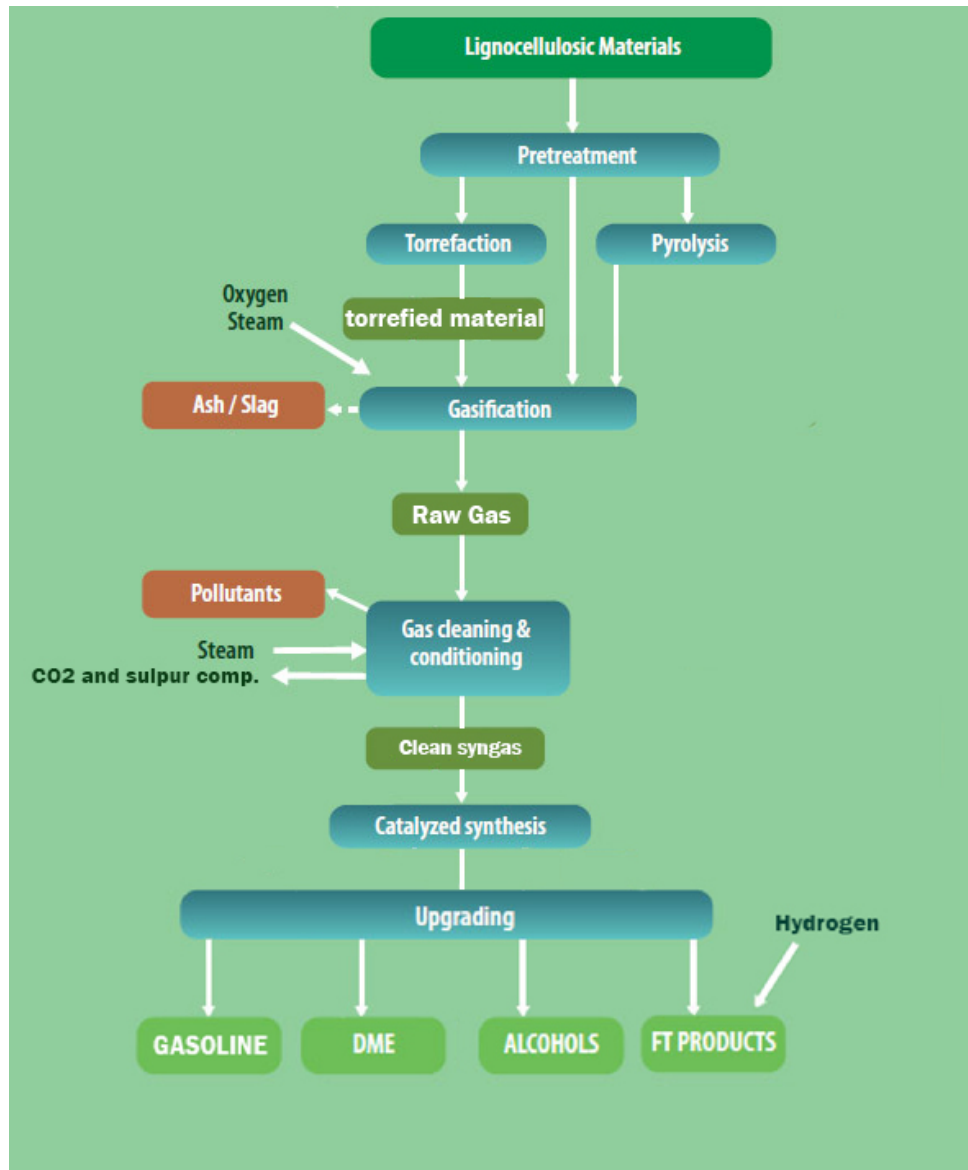 Lignocellulosic Materials
Pretreatment
Torrefaction
Pyrolysis
Oxygen
Steam
torrefied material
Ash / Slag
Gasification
Raw Gas
Pollutants
Gas cleaning &
conditioning
Steam
CO2 and sulpur comp.
Clean syngas
Catalyzed synthesis
Upgrading
Hydrogen
GASOLINE
DME
ALCOHOLS
FT PRODUCTS